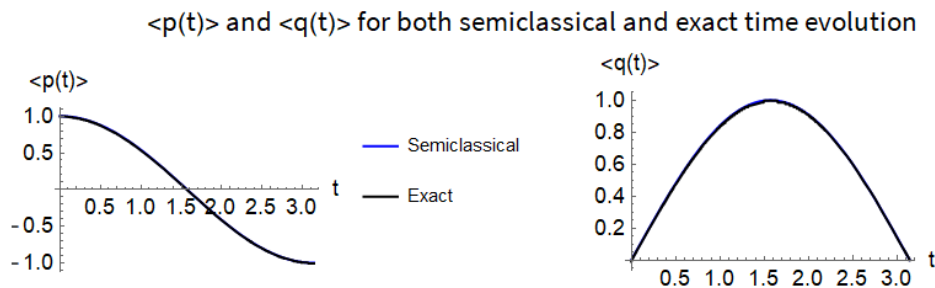 <p(t)> and <q(t)> for both semiclassical and exact time evolution
<p(t)>
1.0
0.5
-0.5
-1.0
0.5 1.0 1.5 2.0 2.5 3.0
t
Semiclassical
Exact
<q(t)>
1.0
0.8
0.6
0.4
0.2
0.5 1.0 1.5 2.0 2.5 3.0
t